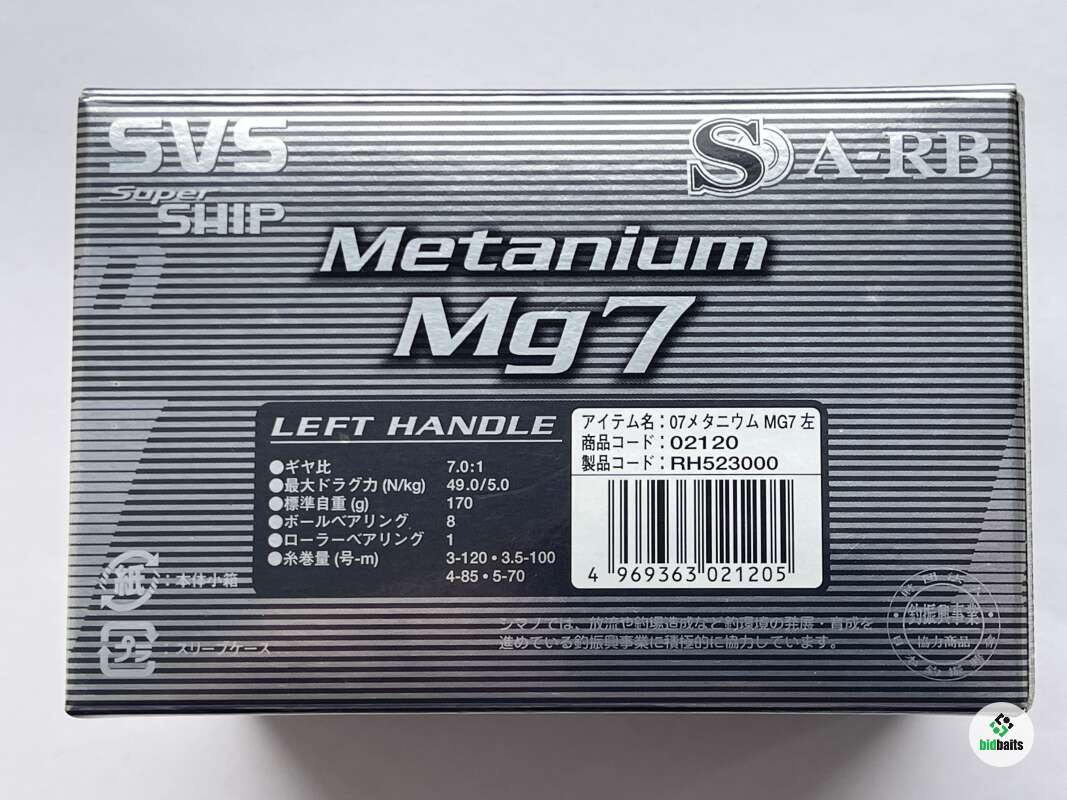 SVS
Super
SHIP
S A-RB
Metanium
Mg7
LEFT HANDLE
●ギヤ比 7.0:1
●最大ドラグ力 (N/kg) 49.0/5.0
●標準自重 (g) 170
●ボールベアリング 8
●ローラーベアリング 1
●糸巻量 (号-m) 3-120・3.5-100
4-85・5-70
アイテム名：07メタニウム MG7 左
商品コード：02120
製品コード：RH523000
4 969363 021205
紙：本体小箱
：スリーブケース
シマノでは、放流や釣場造成など釣環境の発展・育成を
進めている釣振興事業に積極的に協力しています。
釣振興事業
協力商品
bidbaits